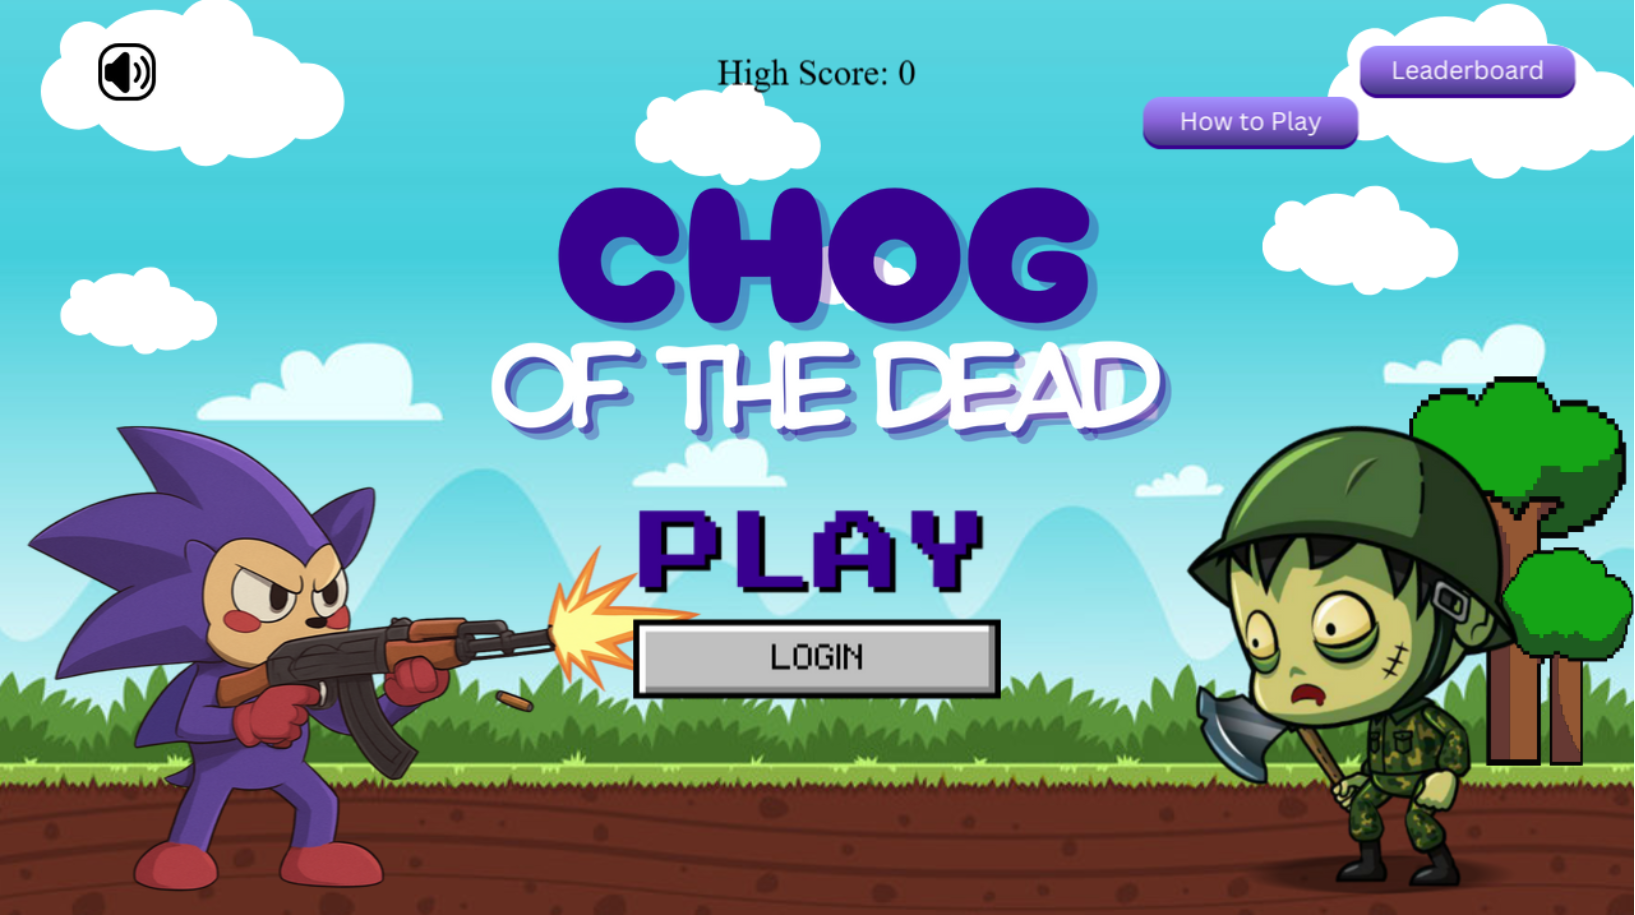 High Score: 0
Leaderboard
How to Play
CHOG
OF THE DEAD
PLAY
LOGIN